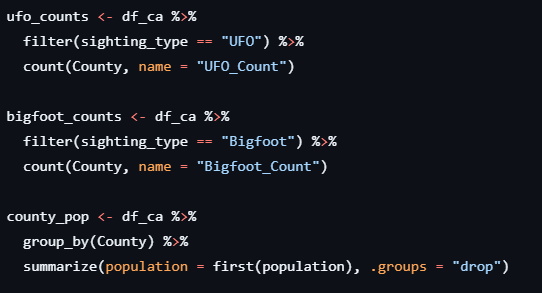 ufo_counts <- df_ca %>%
  filter(sighting_type == "UFO") %>%
  count(County, name = "UFO_Count")

bigfoot_counts <- df_ca %>%
  filter(sighting_type == "Bigfoot") %>%
  count(County, name = "Bigfoot_Count")

county_pop <- df_ca %>%
  group_by(County) %>%
  summarize(population = first(population), .groups = "drop")